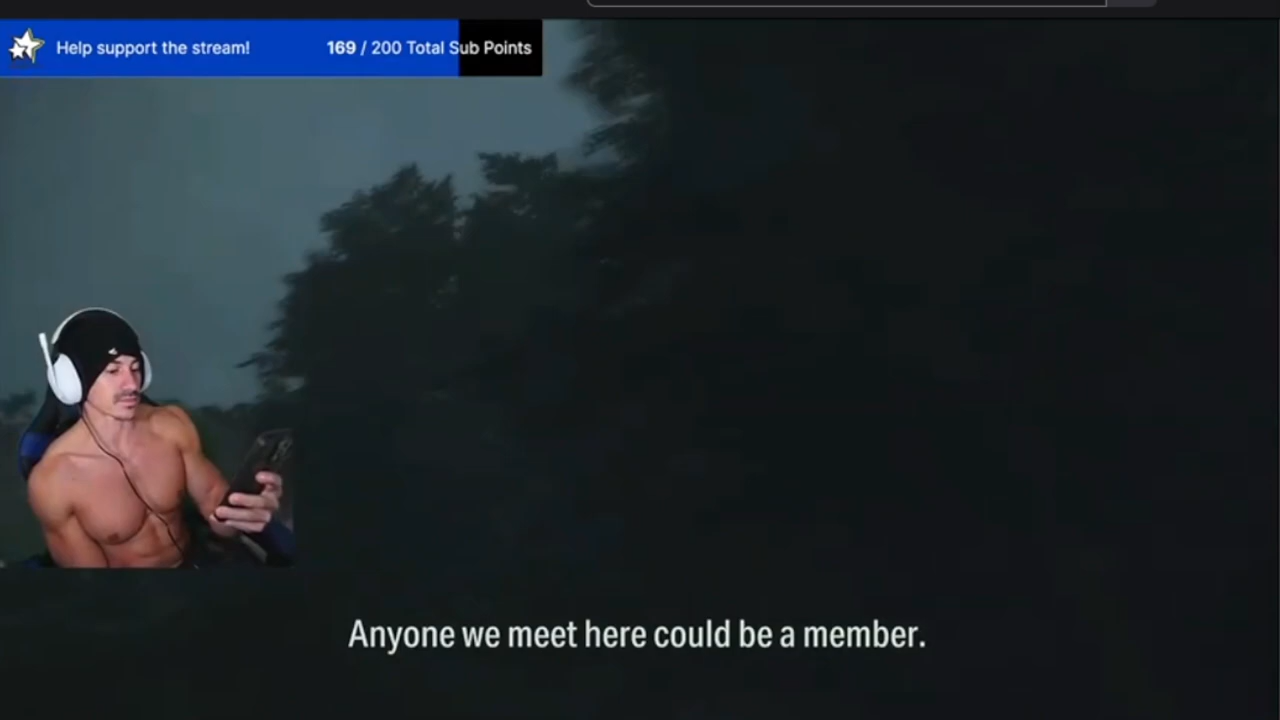 Help support the stream!
169 / 200 Total Sub Points
Anyone we meet here could be a member.